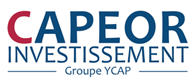 CAPEOR
INVESTISSEMENT
Groupe YCAP